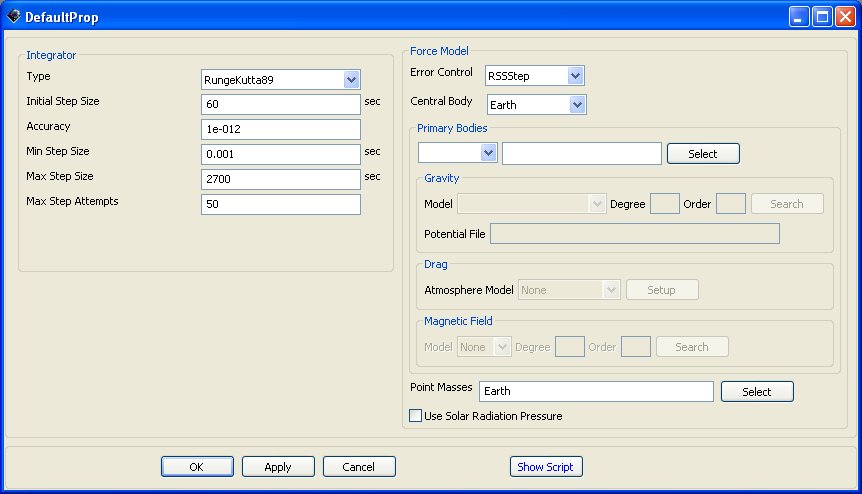 DefaultProp
Integrator
Type RungeKutta89
Initial Step Size 60 sec
Accuracy 1e-012
Min Step Size 0.001 sec
Max Step Size 2700 sec
Max Step Attempts 50
Force Model
Error Control RSSStep
Central Body Earth
Primary Bodies
Select
Gravity
Model Degree Order Search
Potential File
Drag
Atmosphere Model None Setup
Magnetic Field
Model None Degree Order Search
Point Masses Earth Select
Use Solar Radiation Pressure
OK Apply Cancel Show Script